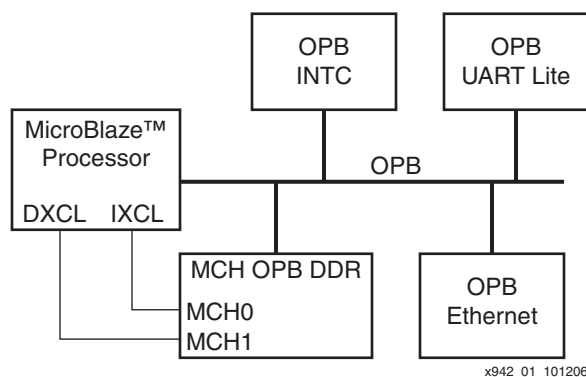 OPB
INTC
OPB
UART Lite
MicroBlaze™
Processor
OPB
DXCL IXCL
MCH OPB DDR
MCH0
MCH1
OPB
Ethernet
x942_01_101206